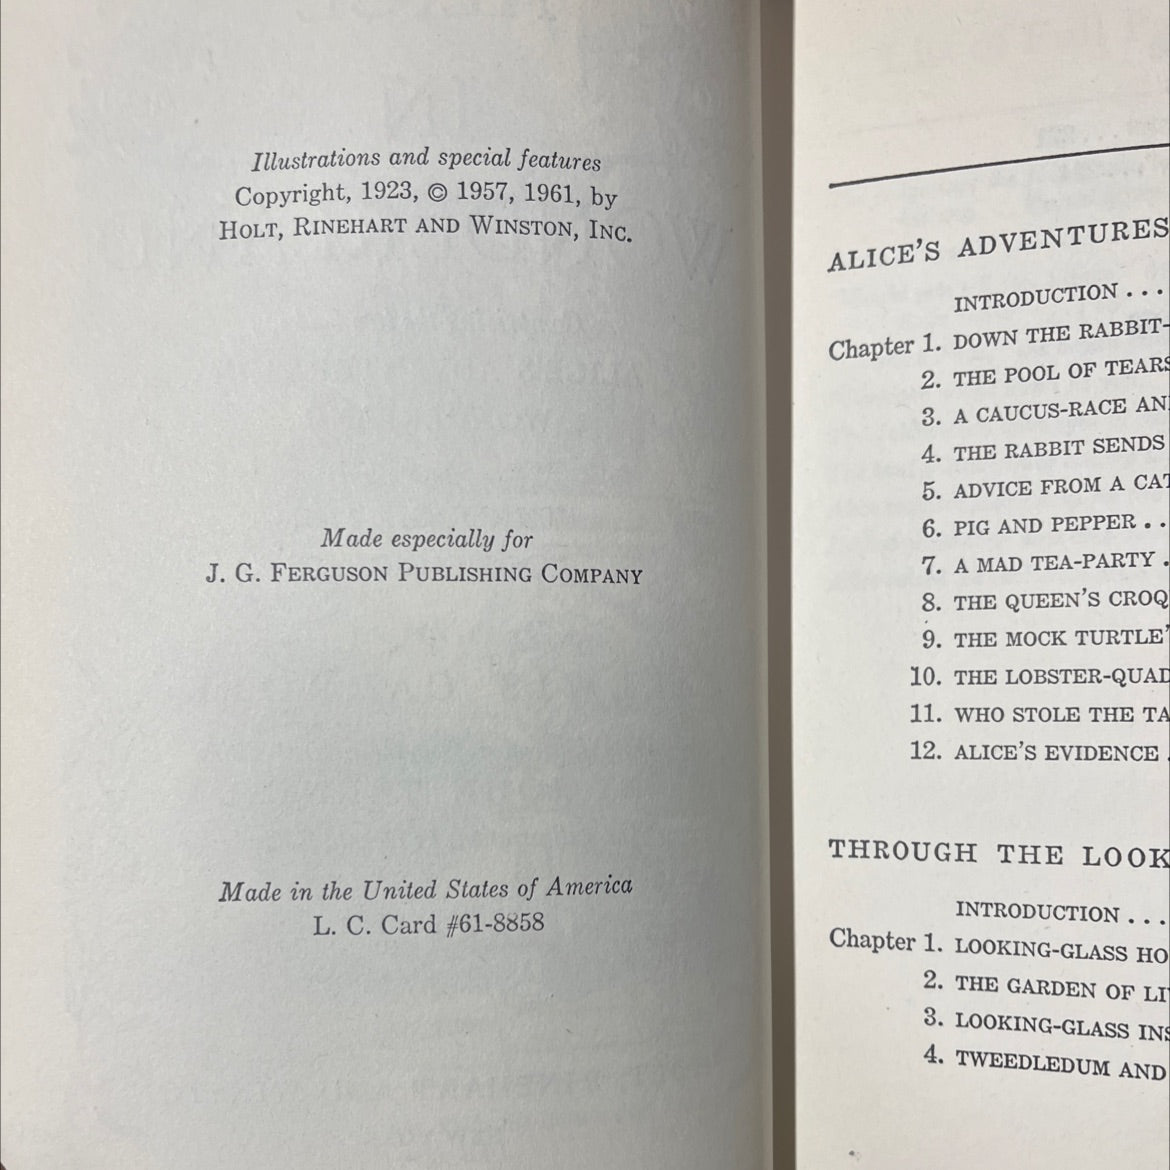 Illustrations and special features
Copyright, 1923, © 1957, 1961, by
HOLT, RINEHART AND WINSTON, INC.
Made especially for
J. G. FERGUSON PUBLISHING COMPANY
Made in the United States of America
L. C. Card #61-8858
ALICE'S ADVENTURES
INTRODUCTION . . .
Chapter 1. DOWN THE RABBIT-
2. THE POOL OF TEARS
3. A CAUCUS-RACE AN
4. THE RABBIT SENDS
5. ADVICE FROM A CAT
6. PIG AND PEPPER . .
7. A MAD TEA-PARTY .
8. THE QUEEN'S CROQ
9. THE MOCK TURTLE'
10. THE LOBSTER-QUAD
11. WHO STOLE THE TA
12. ALICE'S EVIDENCE .
THROUGH THE LOOK
INTRODUCTION . . .
Chapter 1. LOOKING-GLASS HO
2. THE GARDEN OF LI
3. LOOKING-GLASS INS
4. TWEEDLEDUM AND